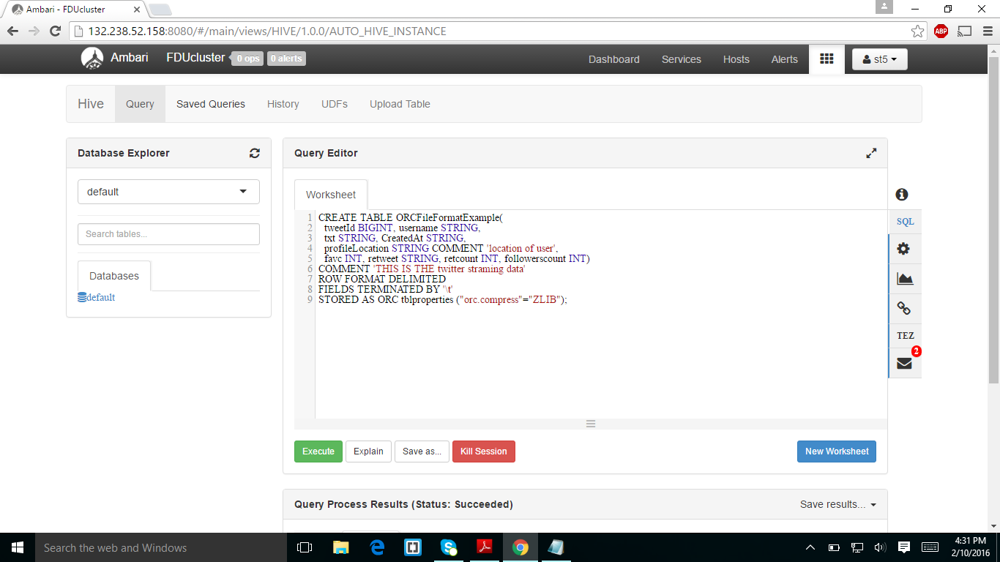 Ambari - FDUcluster
132.238.52.158:8080/#/main/views/HIVE/1.0.0/AUTO_HIVE_INSTANCE
ABP
Ambari FDUcluster 0 ops 0 alerts Dashboard Services Hosts Alerts st5
Hive Query Saved Queries History UDFs Upload Table
Database Explorer
default
Search tables...
Databases
default
Query Editor
Worksheet
1 CREATE TABLE ORCFileFormatExample(
2 tweetId BIGINT, username STRING,
3 txt STRING, CreatedAt STRING,
4 profileLocation STRING COMMENT 'location of user',
5 favc INT, retweet STRING, retcount INT, followerscount INT)
6 COMMENT 'THIS IS THE twitter straming data'
7 ROW FORMAT DELIMITED
8 FIELDS TERMINATED BY '\t'
9 STORED AS ORC tblproperties ("orc.compress"="ZLIB");
SQL
TEZ
2
Execute Explain Save as... Kill Session New Worksheet
Query Process Results (Status: Succeeded) Save results...
Search the web and Windows
4:31 PM
2/10/2016